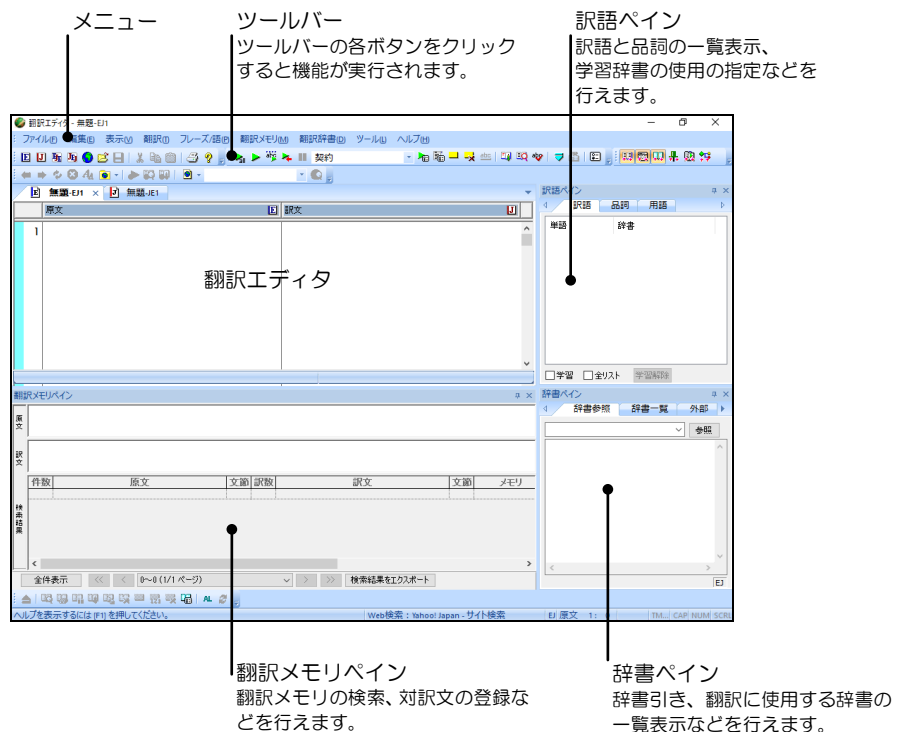 メニュー
ツールバー
ツールバーの各ボタンをクリック
すると機能が実行されます。
訳語ペイン
訳語と品詞の一覧表示、
学習辞書の使用の指定などを
行えます。
翻訳エディタ - 無題-EJ1
ファイル(F) 編集(E) 表示(V) 翻訳(T) フレーズ/語(P) 翻訳メモリ(M) 翻訳辞書(D) ツール(L) ヘルプ(H)
契約
無題-EJ1 × 無題-JE1
原文 訳文
1
翻訳エディタ
訳語ペイン
訳語 品詞 用語
単語 辞書
学習 全リスト 学習解除
翻訳メモリペイン
原文
訳文
件数 原文 文節 訳数 訳文 文節 メモリ
検索結果
全件表示 << < 0~0 (1/1 ページ) > >> 検索結果をエクスポート
辞書ペイン
辞書参照 辞書一覧 外部
参照
EJ
ヘルプを表示するには [F1] を押してください。 Web検索：Yahoo! Japan - サイト検索 EJ 原文 1: TM... CAP NUM SCRL
翻訳メモリペイン
翻訳メモリの検索、対訳文の登録な
どを行えます。
辞書ペイン
辞書引き、翻訳に使用する辞書の
一覧表示などを行えます。